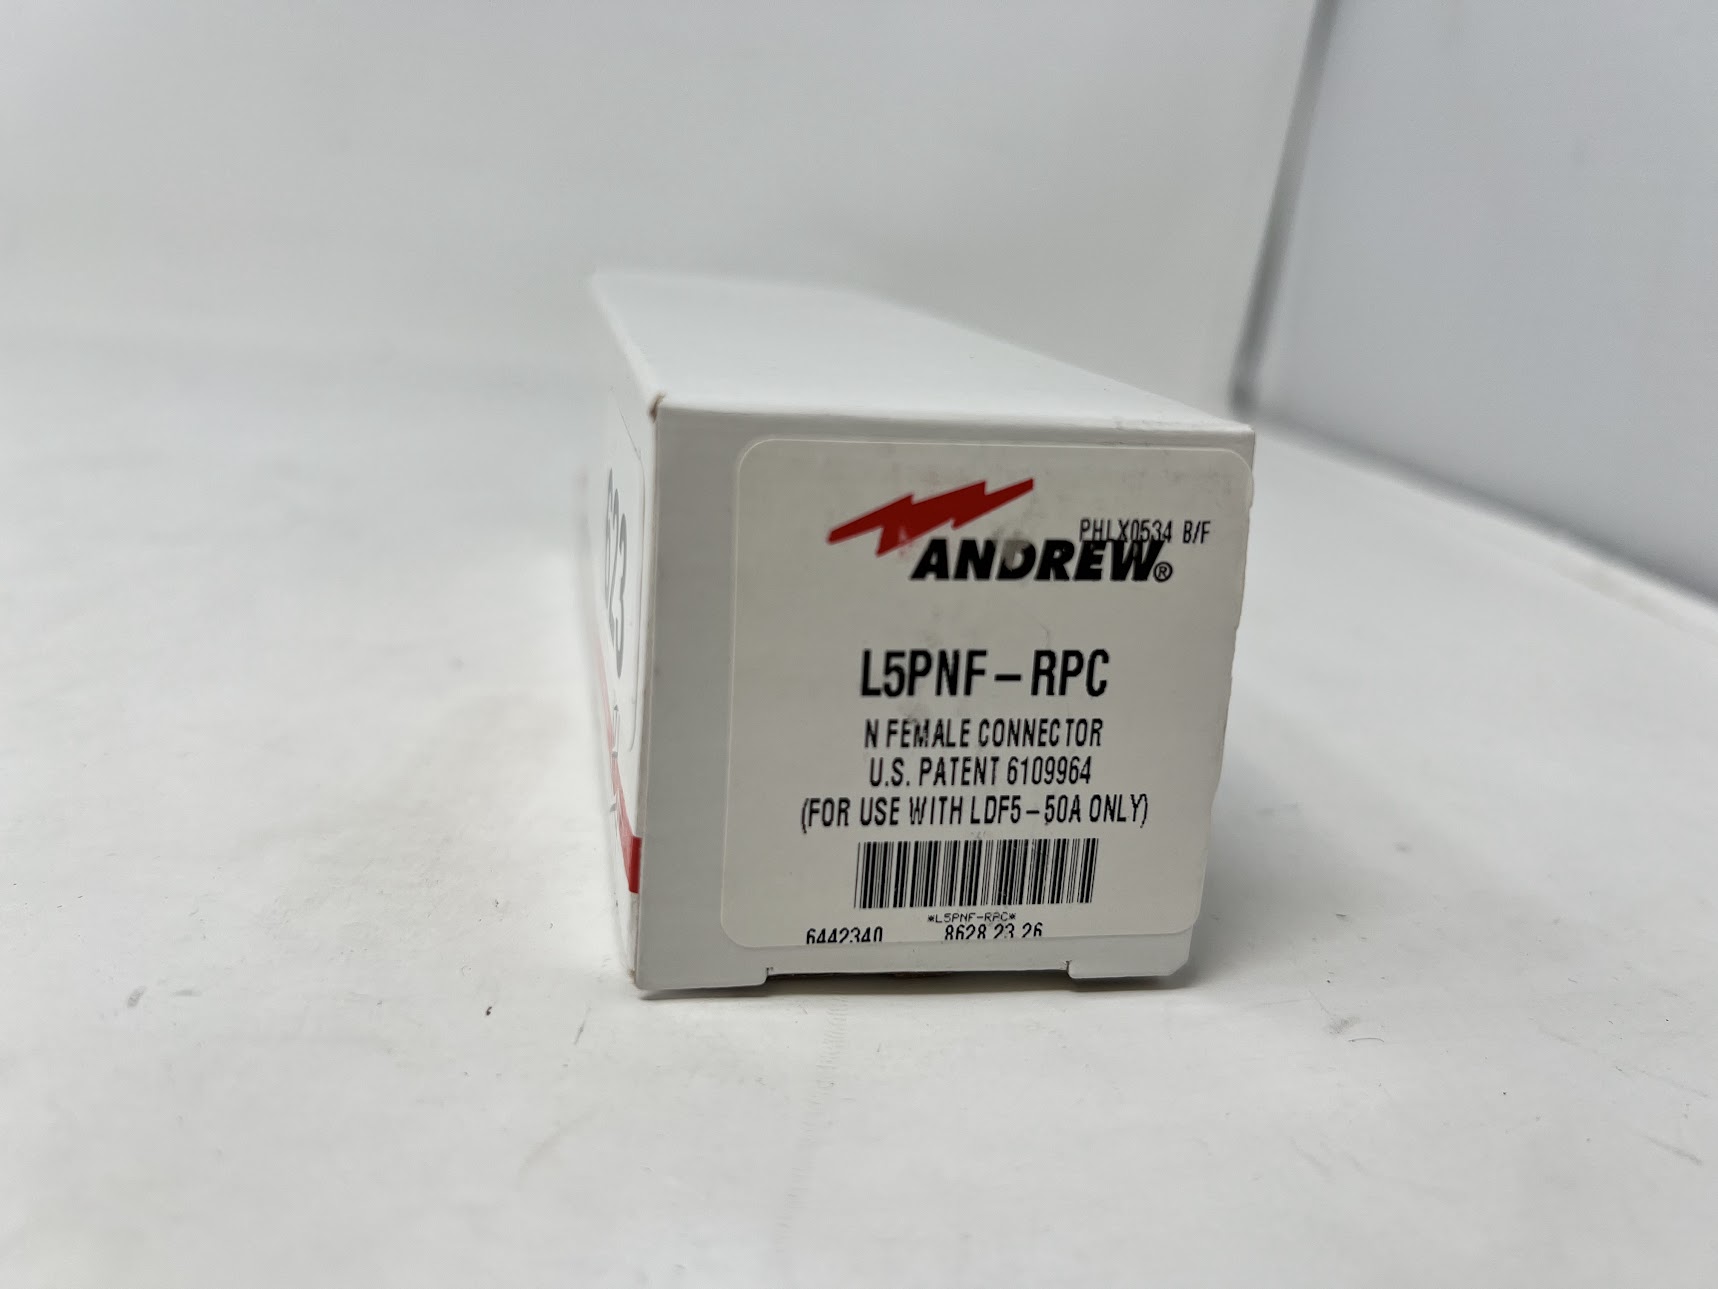 PHLX0534 B/F
ANDREW®
L5PNF-RPC
N FEMALE CONNECTOR
U.S. PATENT 6109964
(FOR USE WITH LDF5-50A ONLY)
*L5PNF-RPC*
6442340 8628 23 26
623